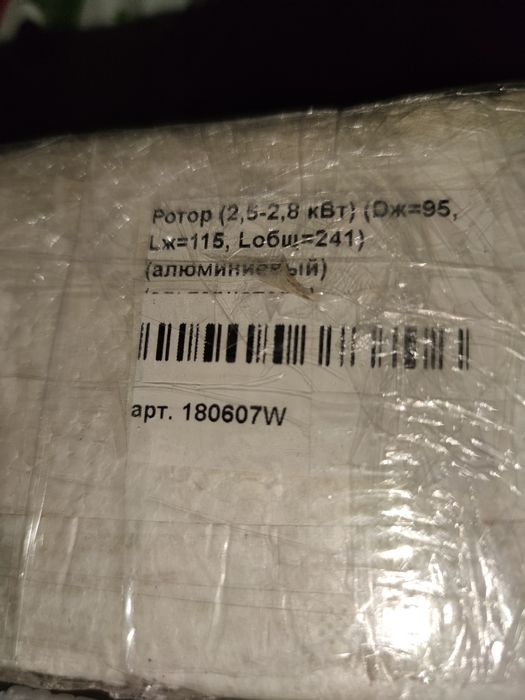 Ротор (2,5-2,8 кВт) (Dж=95,
Lж=115, Lобщ=241)
(алюминиевый)
арт. 180607W